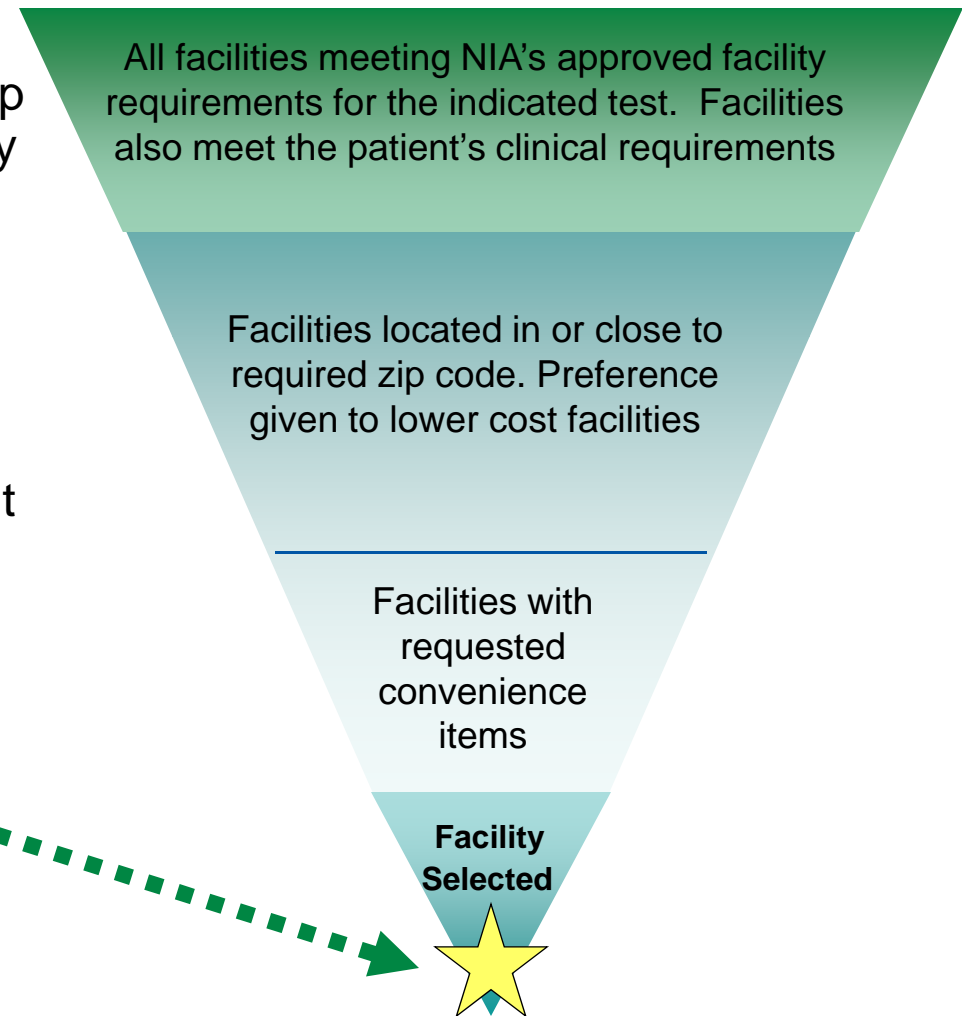 All facilities meeting NIA's approved facility
requirements for the indicated test.  Facilities
also meet the patient's clinical requirements
p
y
Facilities located in or close to
required zip code. Preference
given to lower cost facilities
t
Facilities with
requested
convenience
items
Facility
Selected